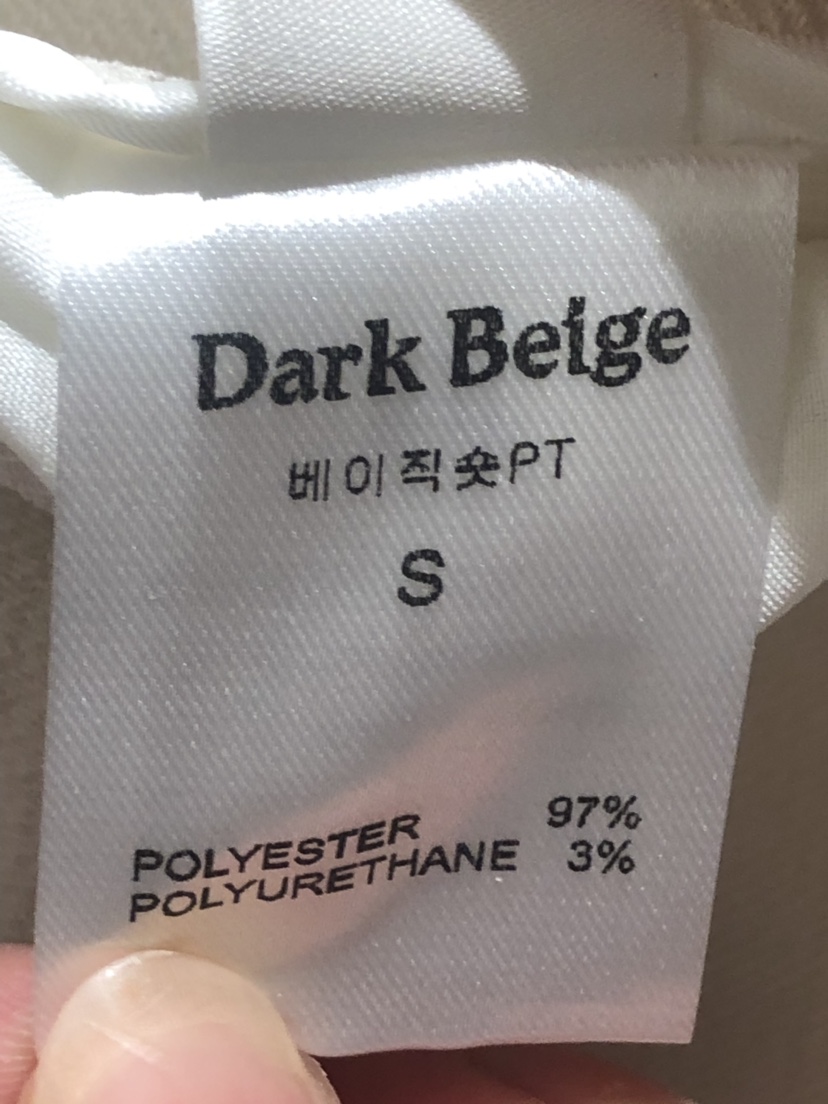 Dark Beige
베이직숏PT
S
POLYESTER 97%
POLYURETHANE 3%